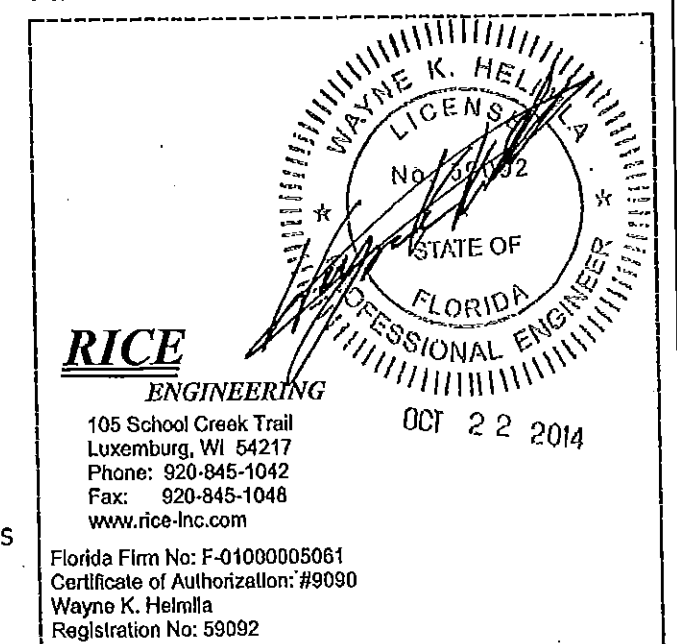 WAYNE K. HELMILA
LICENSE
No 59092
STATE OF
FLORIDA
PROFESSIONAL ENGINEER
OCT 22 2014
RICE
ENGINEERING
105 School Creek Trail
Luxemburg, WI 54217
Phone: 920-845-1042
Fax: 920-845-1048
www.rice-inc.com
S
Florida Firm No: F-01000005061
Certificate of Authorization: #9090
Wayne K. Helmila
Registration No: 59092